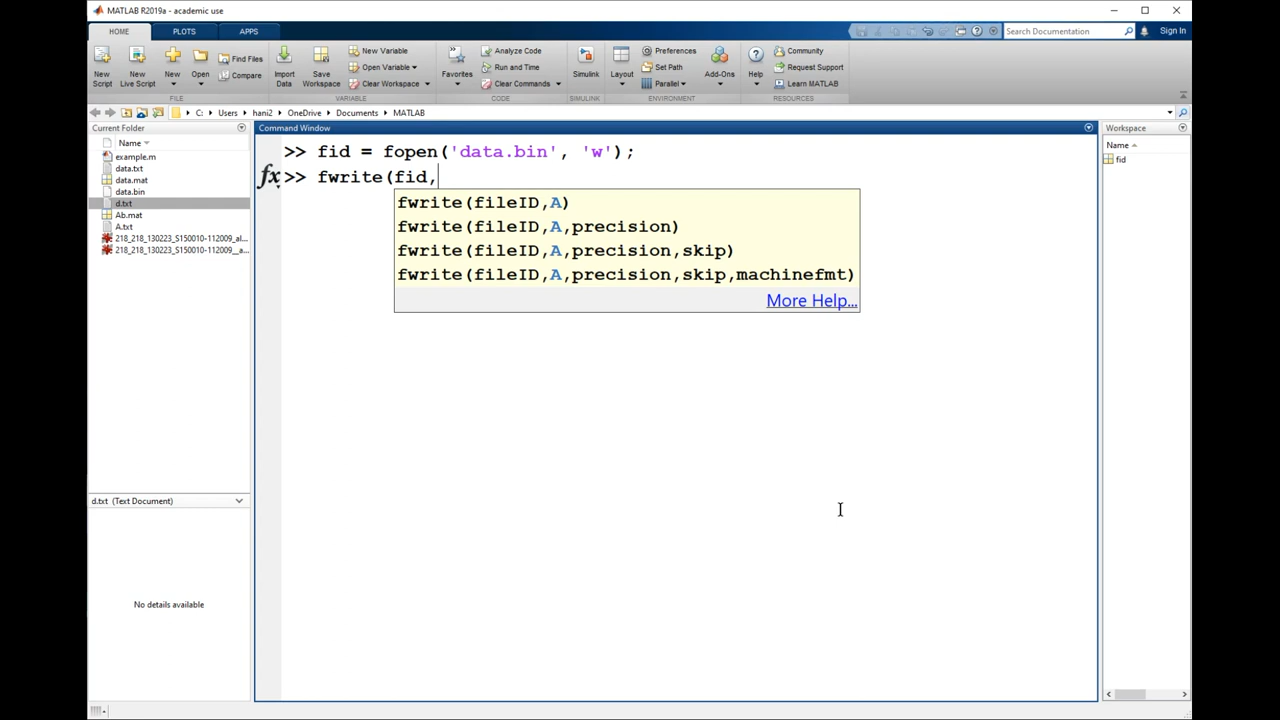 MATLAB R2019a - academic use
HOME PLOTS APPS
Search Documentation
Sign In
New Script
New Live Script
New
Open
Find Files
Compare
FILE
Import Data
Save Workspace
New Variable
Open Variable
Clear Workspace
VARIABLE
Favorites
Analyze Code
Run and Time
Clear Commands
CODE
Simulink
SIMULINK
Layout
Preferences
Set Path
Parallel
Add-Ons
ENVIRONMENT
Help
Community
Request Support
Learn MATLAB
RESOURCES
C: Users hani2 OneDrive Documents MATLAB
Current Folder
Name
example.m
data.txt
data.mat
data.bin
d.txt
Ab.mat
A.txt
218_218_130223_S150010-112009_al...
218_218_130223_S150010-112009__a...
d.txt (Text Document)
No details available
Command Window
>> fid = fopen('data.bin', 'w');
fx >> fwrite(fid,
fwrite(fileID,A)
fwrite(fileID,A,precision)
fwrite(fileID,A,precision,skip)
fwrite(fileID,A,precision,skip,machinefmt)
More Help...
Workspace
Name
fid